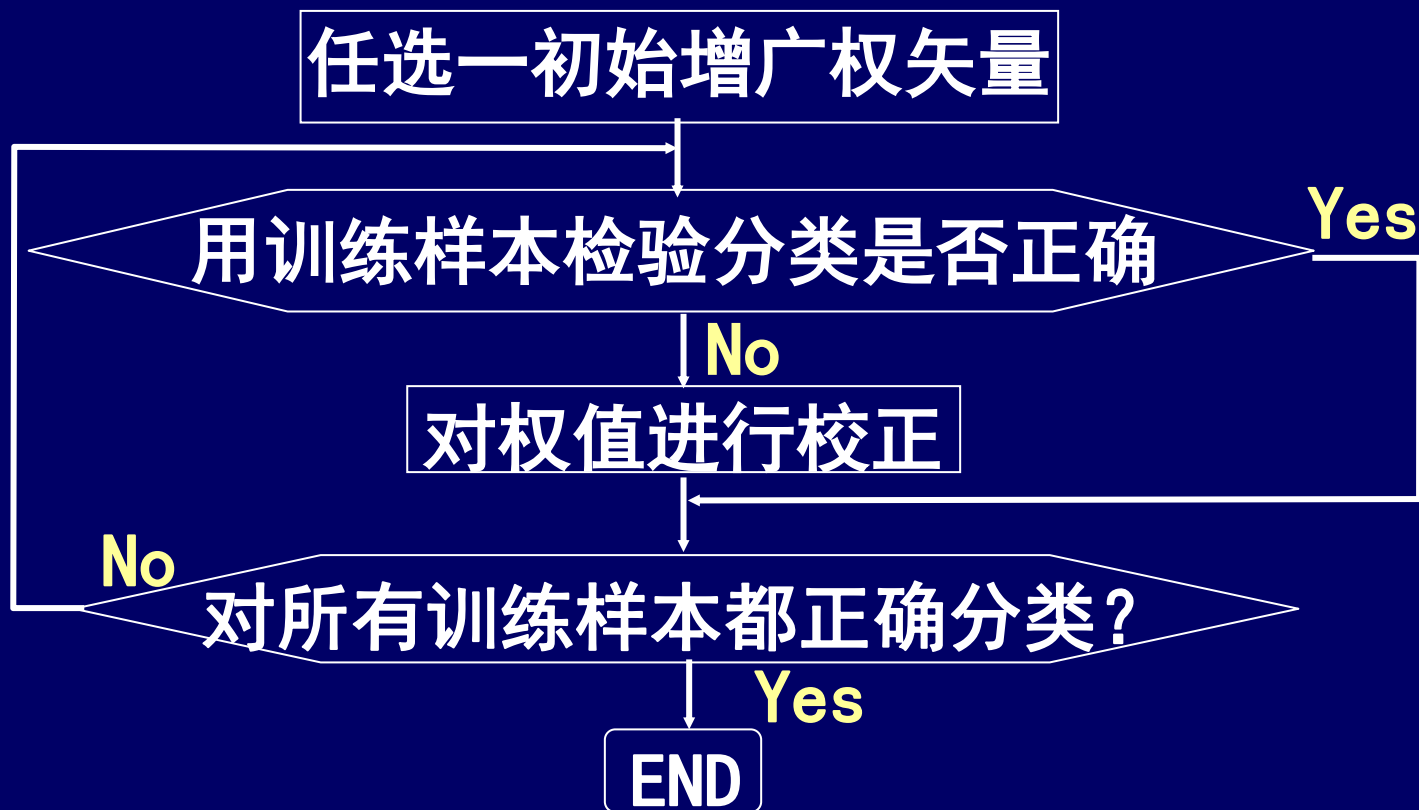 任选一初始增广权矢量
用训练样本检验分类是否正确
Yes
No
对权值进行校正
No
对所有训练样本都正确分类?
Yes
END